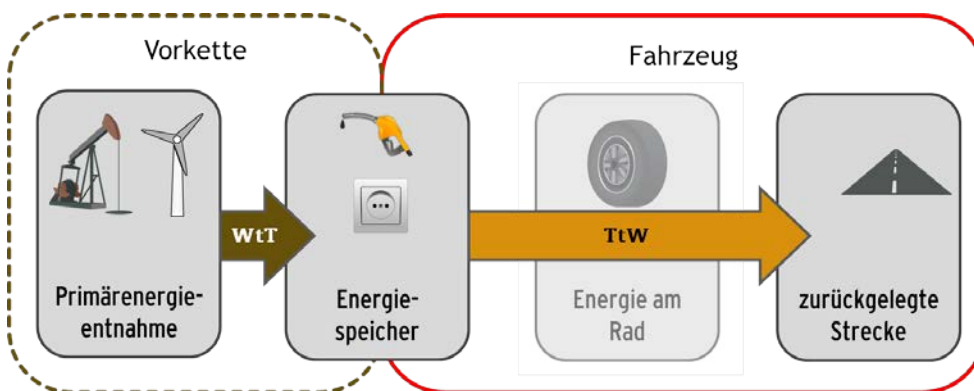 Vorkette
Fahrzeug
WtT
TtW
Primärenergie-
entnahme
Energie-
speicher
Energie am
Rad
zurückgelegte
Strecke